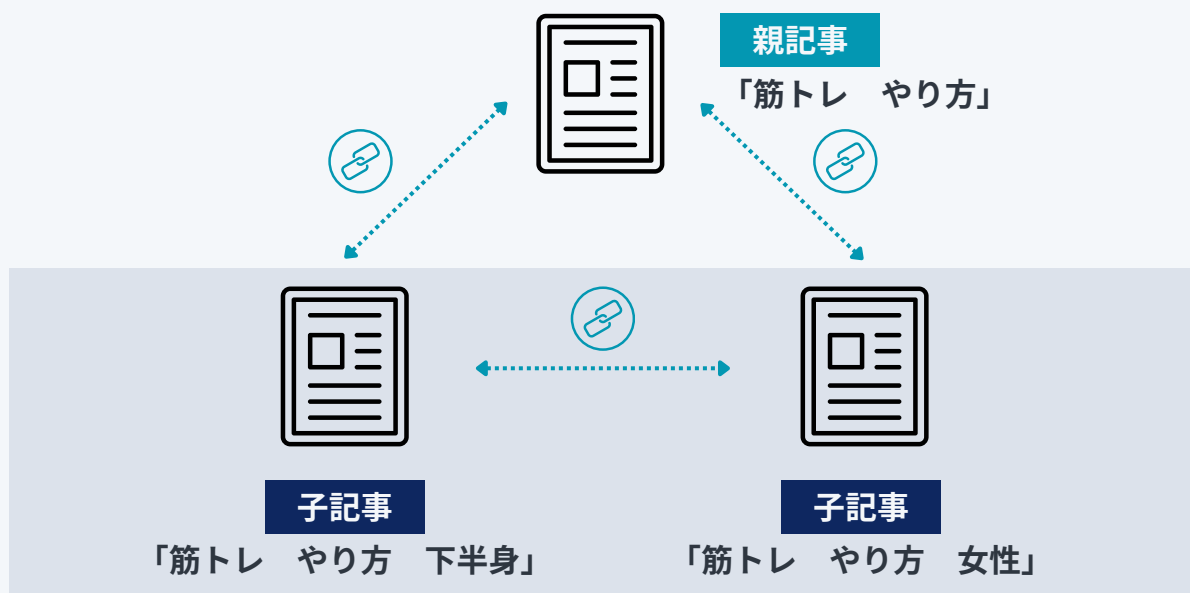 親記事
「筋トレ　やり方」
子記事
「筋トレ　やり方　下半身」
子記事
「筋トレ　やり方　女性」